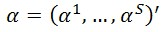 α = (α¹, … , αˢ)′